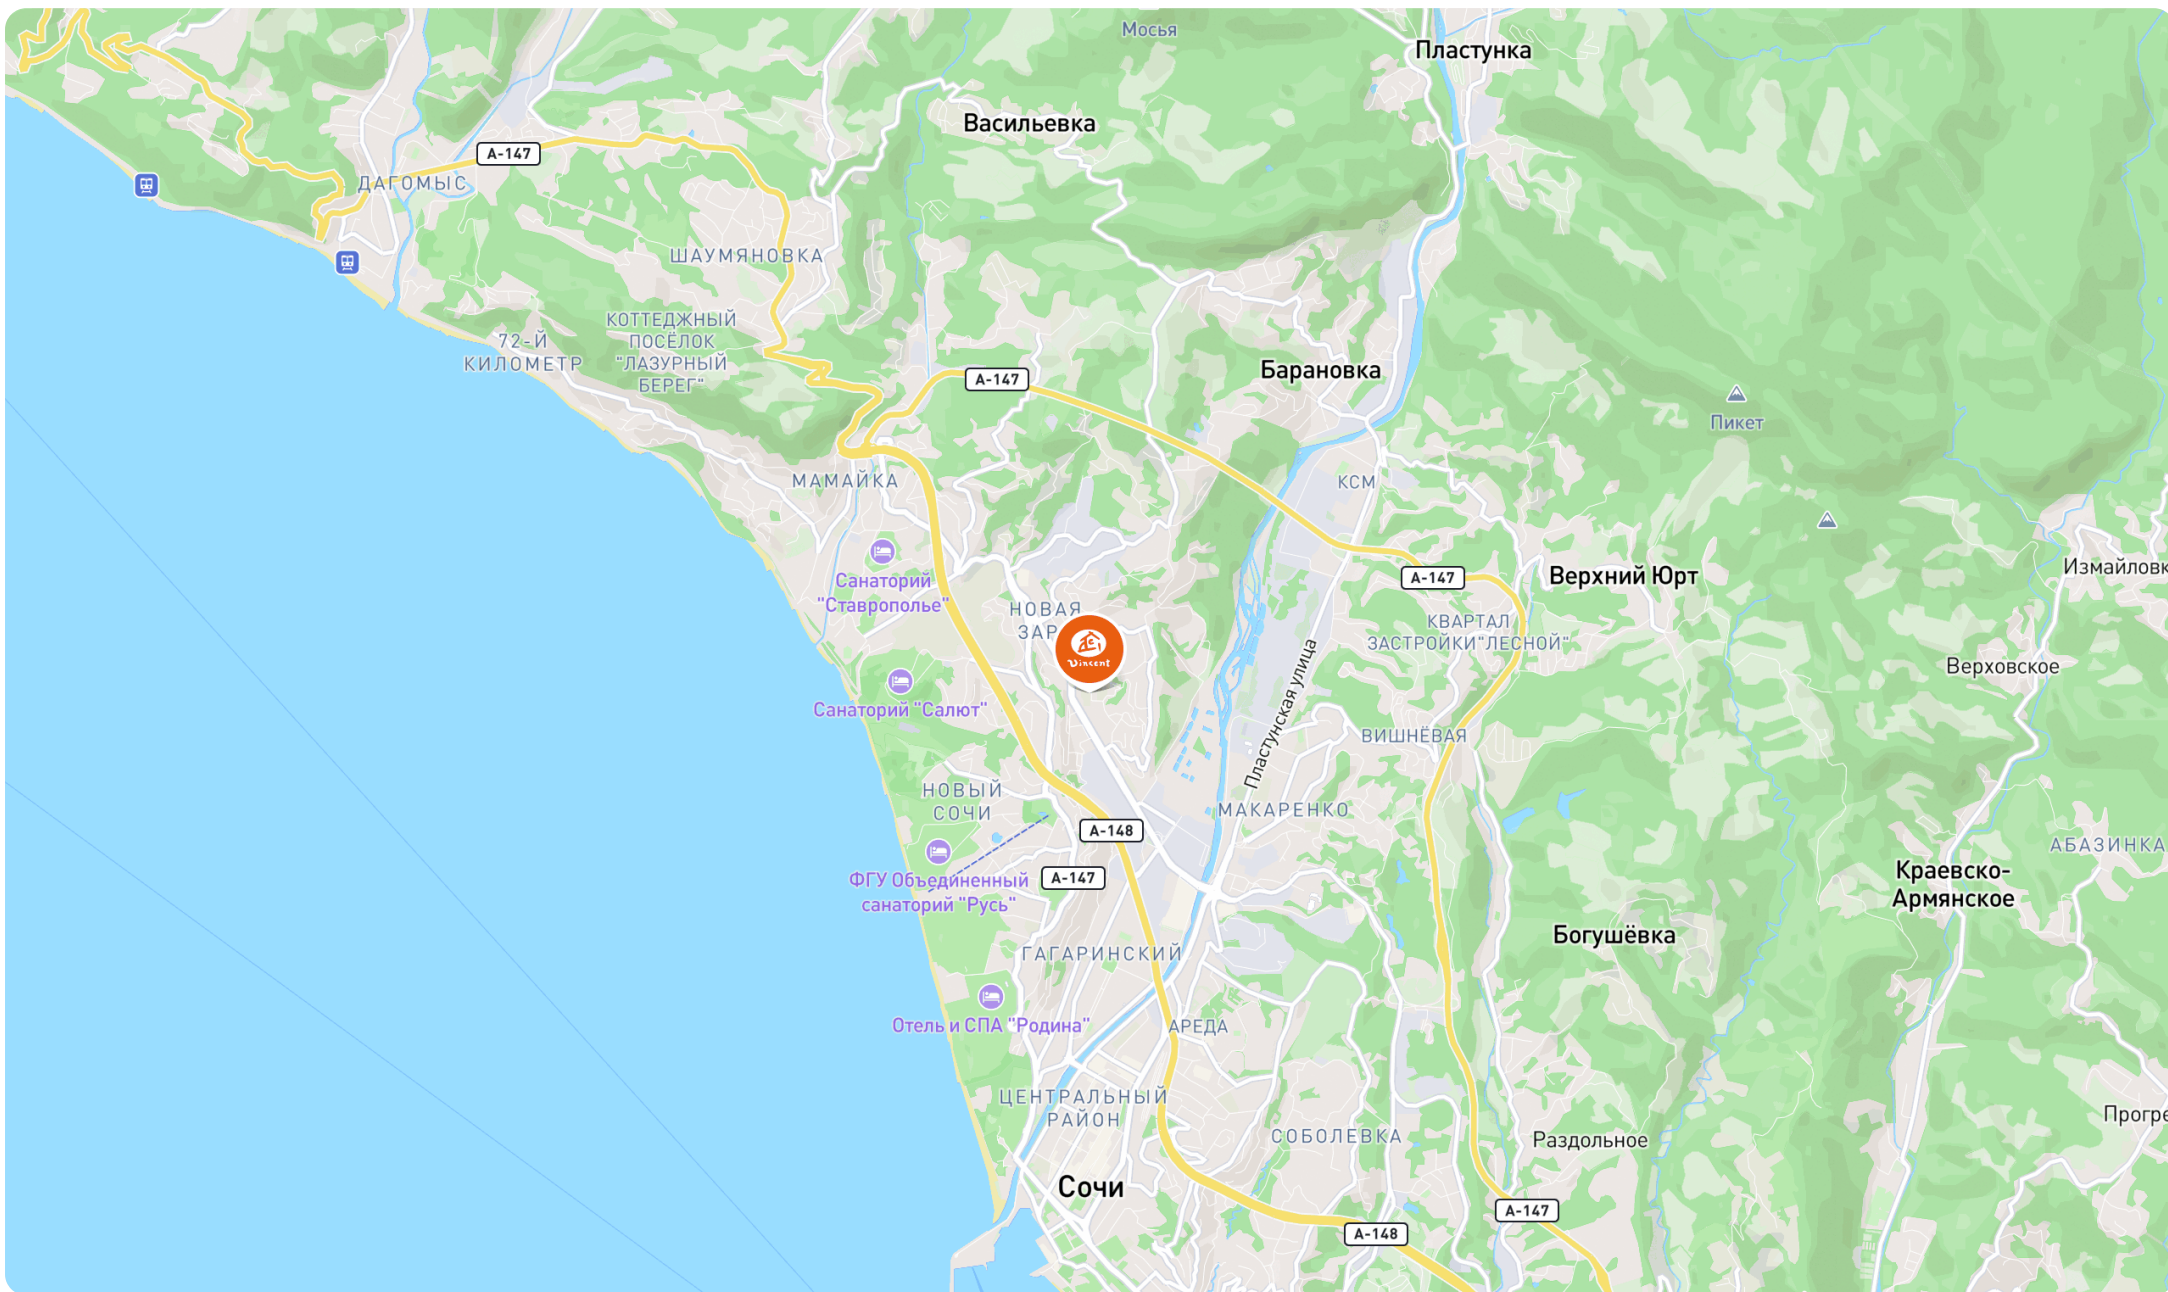 Мосья
Пластунка
Васильевка
А-147
ДАГОМЫС
ШАУМЯНОВКА
КОТТЕДЖНЫЙ
ПОСЁЛОК
"ЛАЗУРНЫЙ
БЕРЕГ"
72-Й
КИЛОМЕТР
А-147
Барановка
Пикет
МАМАЙКА
КСМ
Санаторий
"Ставрополье"
А-147
Верхний Юрт
Измайловк
НОВАЯ
ЗАР
Vincent
КВАРТАЛ
ЗАСТРОЙКИ"ЛЕСНОЙ"
Верховское
Санаторий "Салют"
Пластунская улица
ВИШНЁВАЯ
НОВЫЙ
СОЧИ
МАКАРЕНКО
А-148
АБАЗИНКА
А-147
ФГУ Объединенный
санаторий "Русь"
Краевско-
Армянское
Богушёвка
ГАГАРИНСКИЙ
Отель и СПА "Родина"
АРЕДА
ЦЕНТРАЛЬНЫЙ
РАЙОН
Прогре
СОБОЛЕВКА
Раздольное
Сочи
А-147
А-148